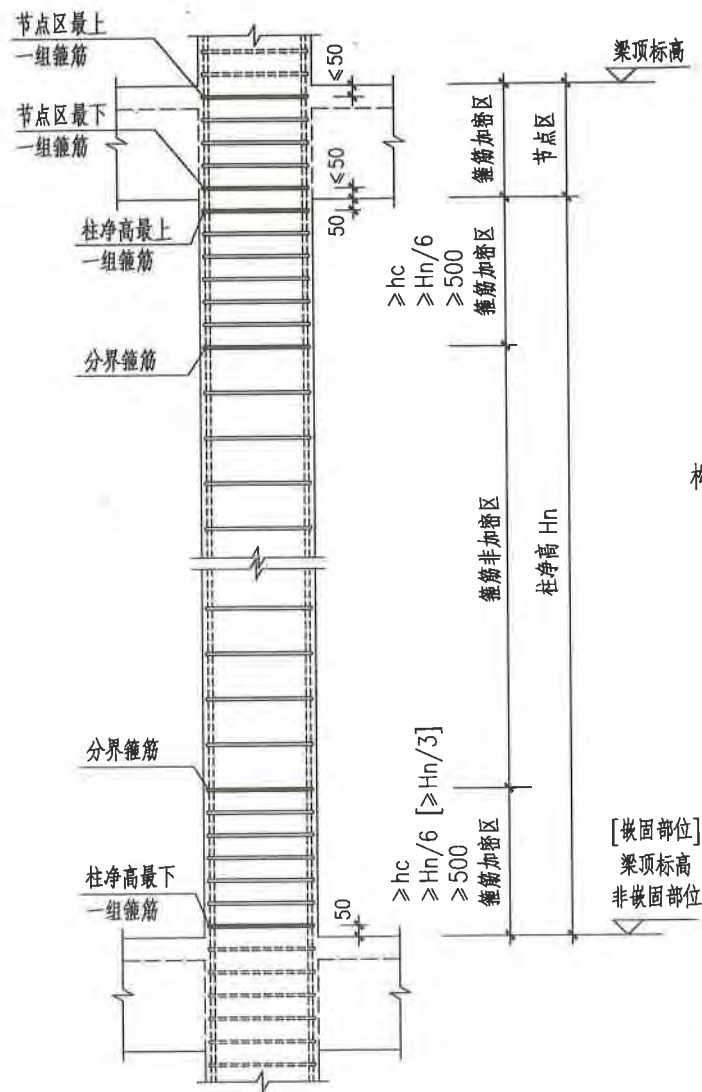 节点区最上
一组箍筋
节点区最下
一组箍筋
柱净高最上
一组箍筋
分界箍筋
分界箍筋
柱净高最下
一组箍筋
≤50
≤50
50
50
≥hc
≥Hn/6
≥500
箍筋加密区
≥hc
≥Hn/6 [≥Hn/3]
≥500
箍筋加密区
箍筋加密区
箍筋非加密区
节点区
柱净高 Hn
梁顶标高
[嵌固部位]
梁顶标高
非嵌固部位